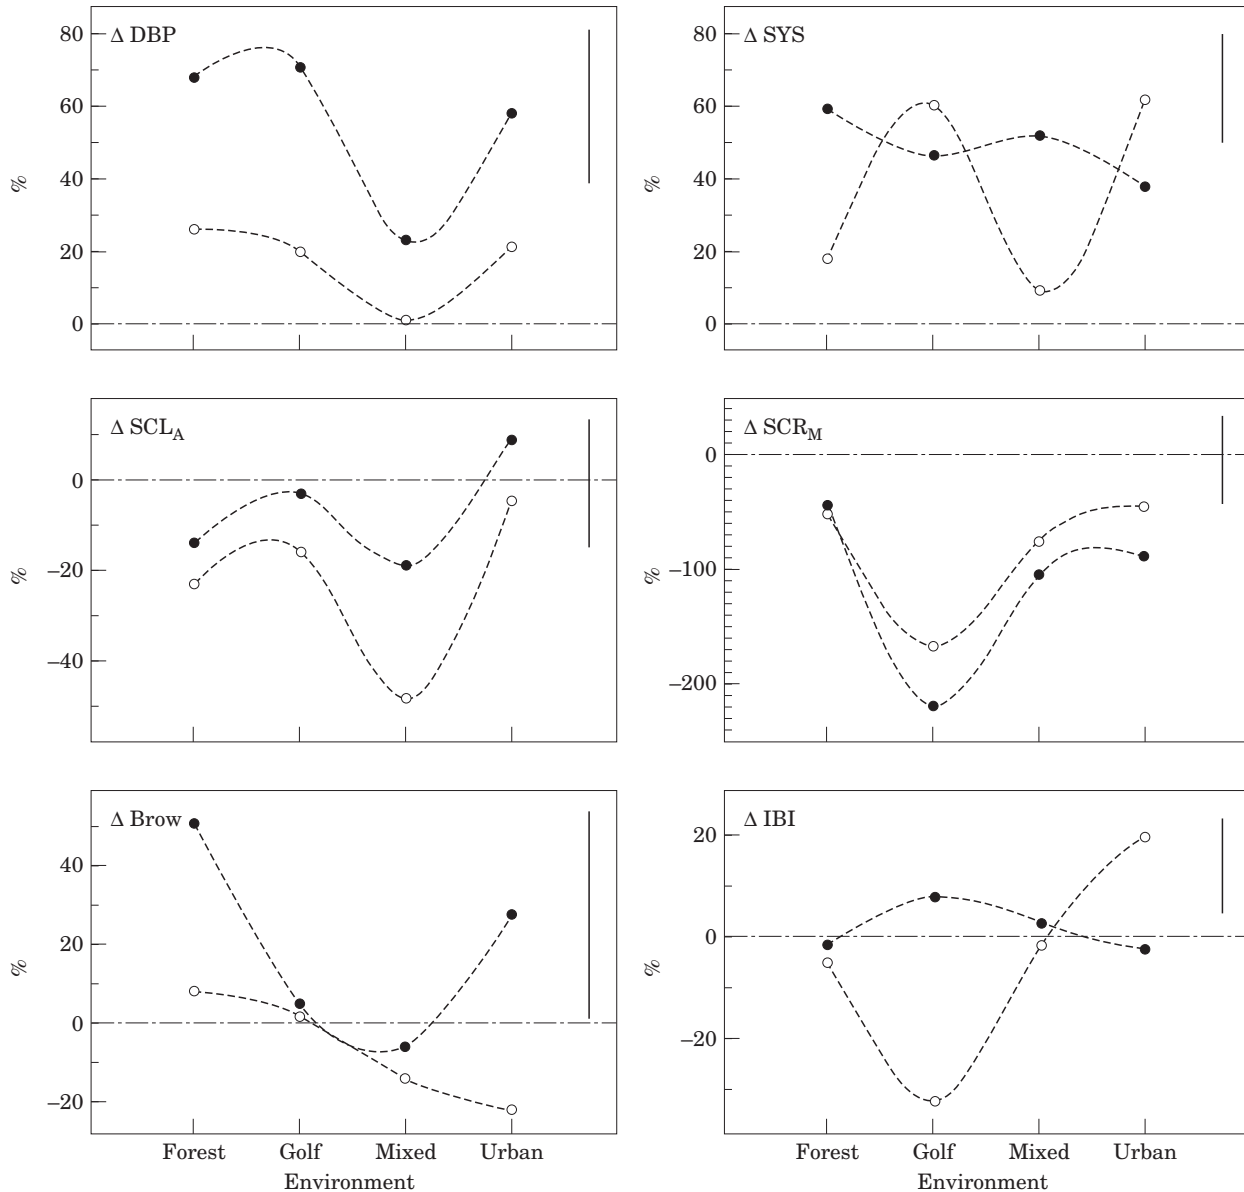 Δ DBP
80
60
40
20
0
%
Δ SYS
80
60
40
20
0
%
Δ SCL_A
0
−20
−40
%
Δ SCR_M
0
−100
−200
%
Δ Brow
40
20
0
−20
%
Forest Golf Mixed Urban
Environment
Δ IBI
20
0
−20
%
Forest Golf Mixed Urban
Environment